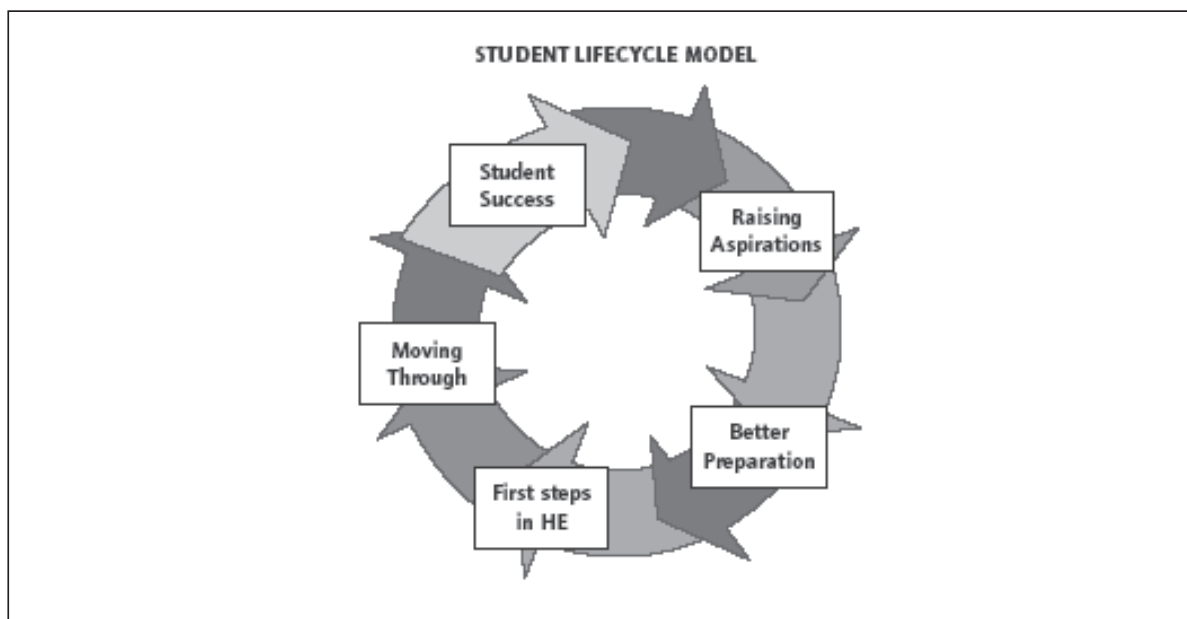 STUDENT LIFECYCLE MODEL
Student
Success
Raising
Aspirations
Moving
Through
Better
Preparation
First steps
in HE